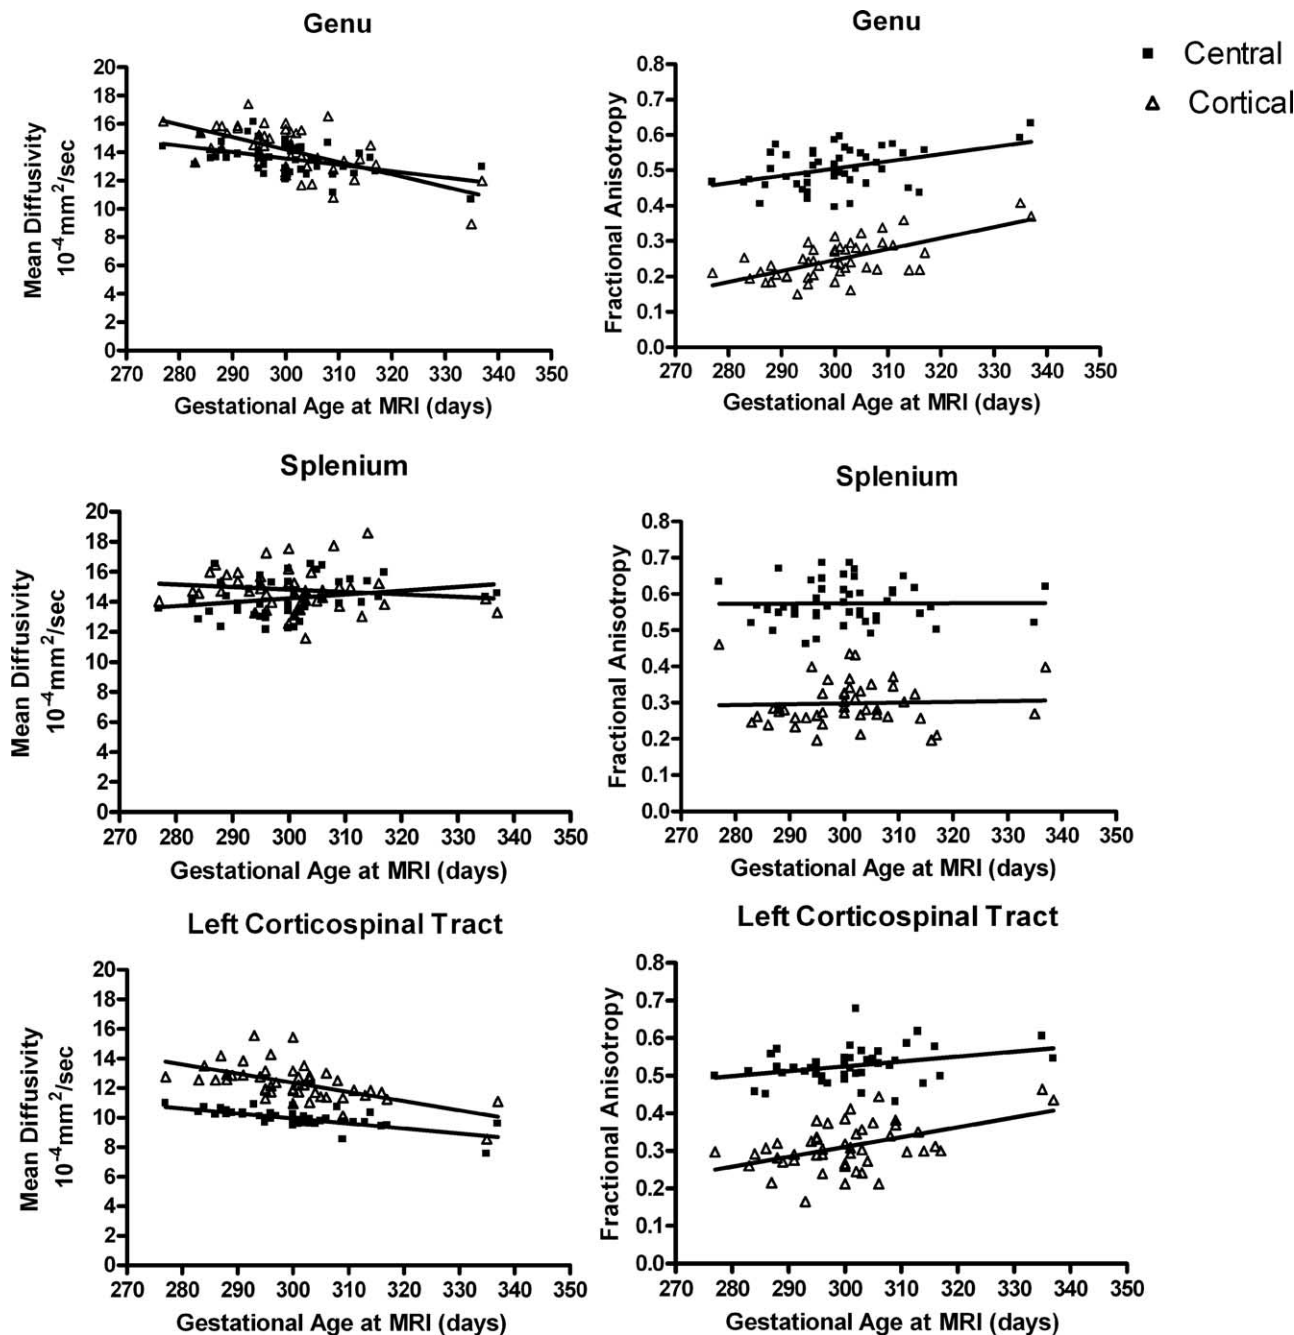 Genu
Mean Diffusivity
10⁻⁴mm²/sec
20
18
16
14
12
10
8
6
4
2
0
270 280 290 300 310 320 330 340 350
Gestational Age at MRI (days)
Genu
Fractional Anisotropy
0.8
0.7
0.6
0.5
0.4
0.3
0.2
0.1
0.0
270 280 290 300 310 320 330 340 350
Gestational Age at MRI (days)
Central
Cortical
Splenium
Mean Diffusivity
10⁻⁴mm²/sec
20
18
16
14
12
10
8
6
4
2
0
270 280 290 300 310 320 330 340 350
Gestational Age at MRI (days)
Splenium
Fractional Anisotropy
0.8
0.7
0.6
0.5
0.4
0.3
0.2
0.1
0.0
270 280 290 300 310 320 330 340 350
Gestational Age at MRI (days)
Left Corticospinal Tract
Mean Diffusivity
10⁻⁴mm²/sec
20
18
16
14
12
10
8
6
4
2
0
270 280 290 300 310 320 330 340 350
Gestational Age at MRI (days)
Left Corticospinal Tract
Fractional Anisotropy
0.8
0.7
0.6
0.5
0.4
0.3
0.2
0.1
0.0
270 280 290 300 310 320 330 340 350
Gestational Age at MRI (days)